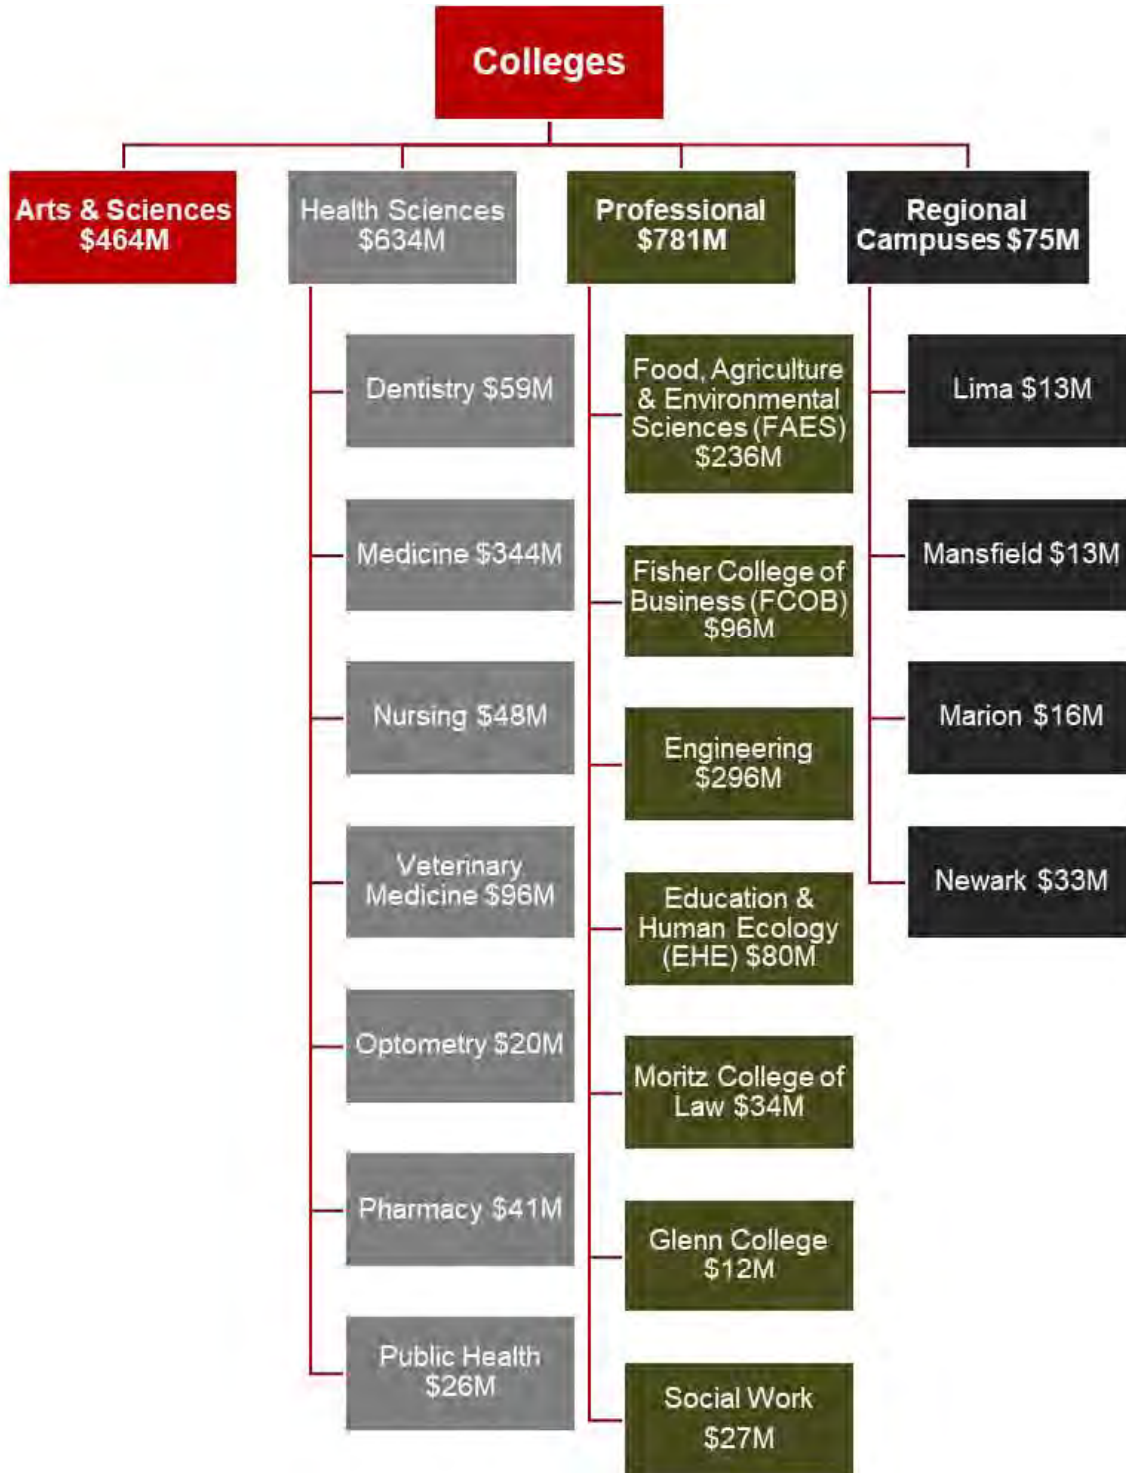 Colleges
Arts & Sciences
$464M
Health Sciences
$634M
Professional
$781M
Regional
Campuses $75M
Dentistry $59M
Medicine $344M
Nursing $48M
Veterinary
Medicine $96M
Optometry $20M
Pharmacy $41M
Public Health
$26M
Food, Agriculture
& Environmental
Sciences (FAES)
$236M
Fisher College of
Business (FCOB)
$96M
Engineering
$296M
Education &
Human Ecology
(EHE) $80M
Moritz College of
Law $34M
Glenn College
$12M
Social Work
$27M
Lima $13M
Mansfield $13M
Marion $16M
Newark $33M